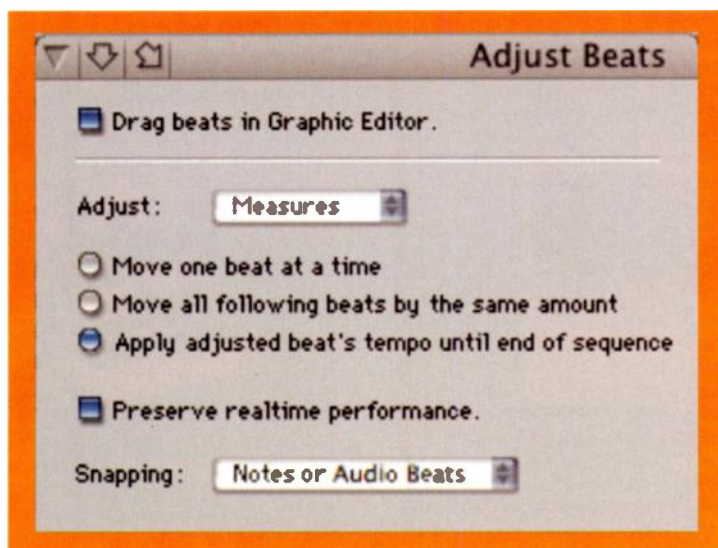 Adjust Beats
Drag beats in Graphic Editor.
Adjust: Measures
Move one beat at a time
Move all following beats by the same amount
Apply adjusted beat's tempo until end of sequence
Preserve realtime performance.
Snapping: Notes or Audio Beats